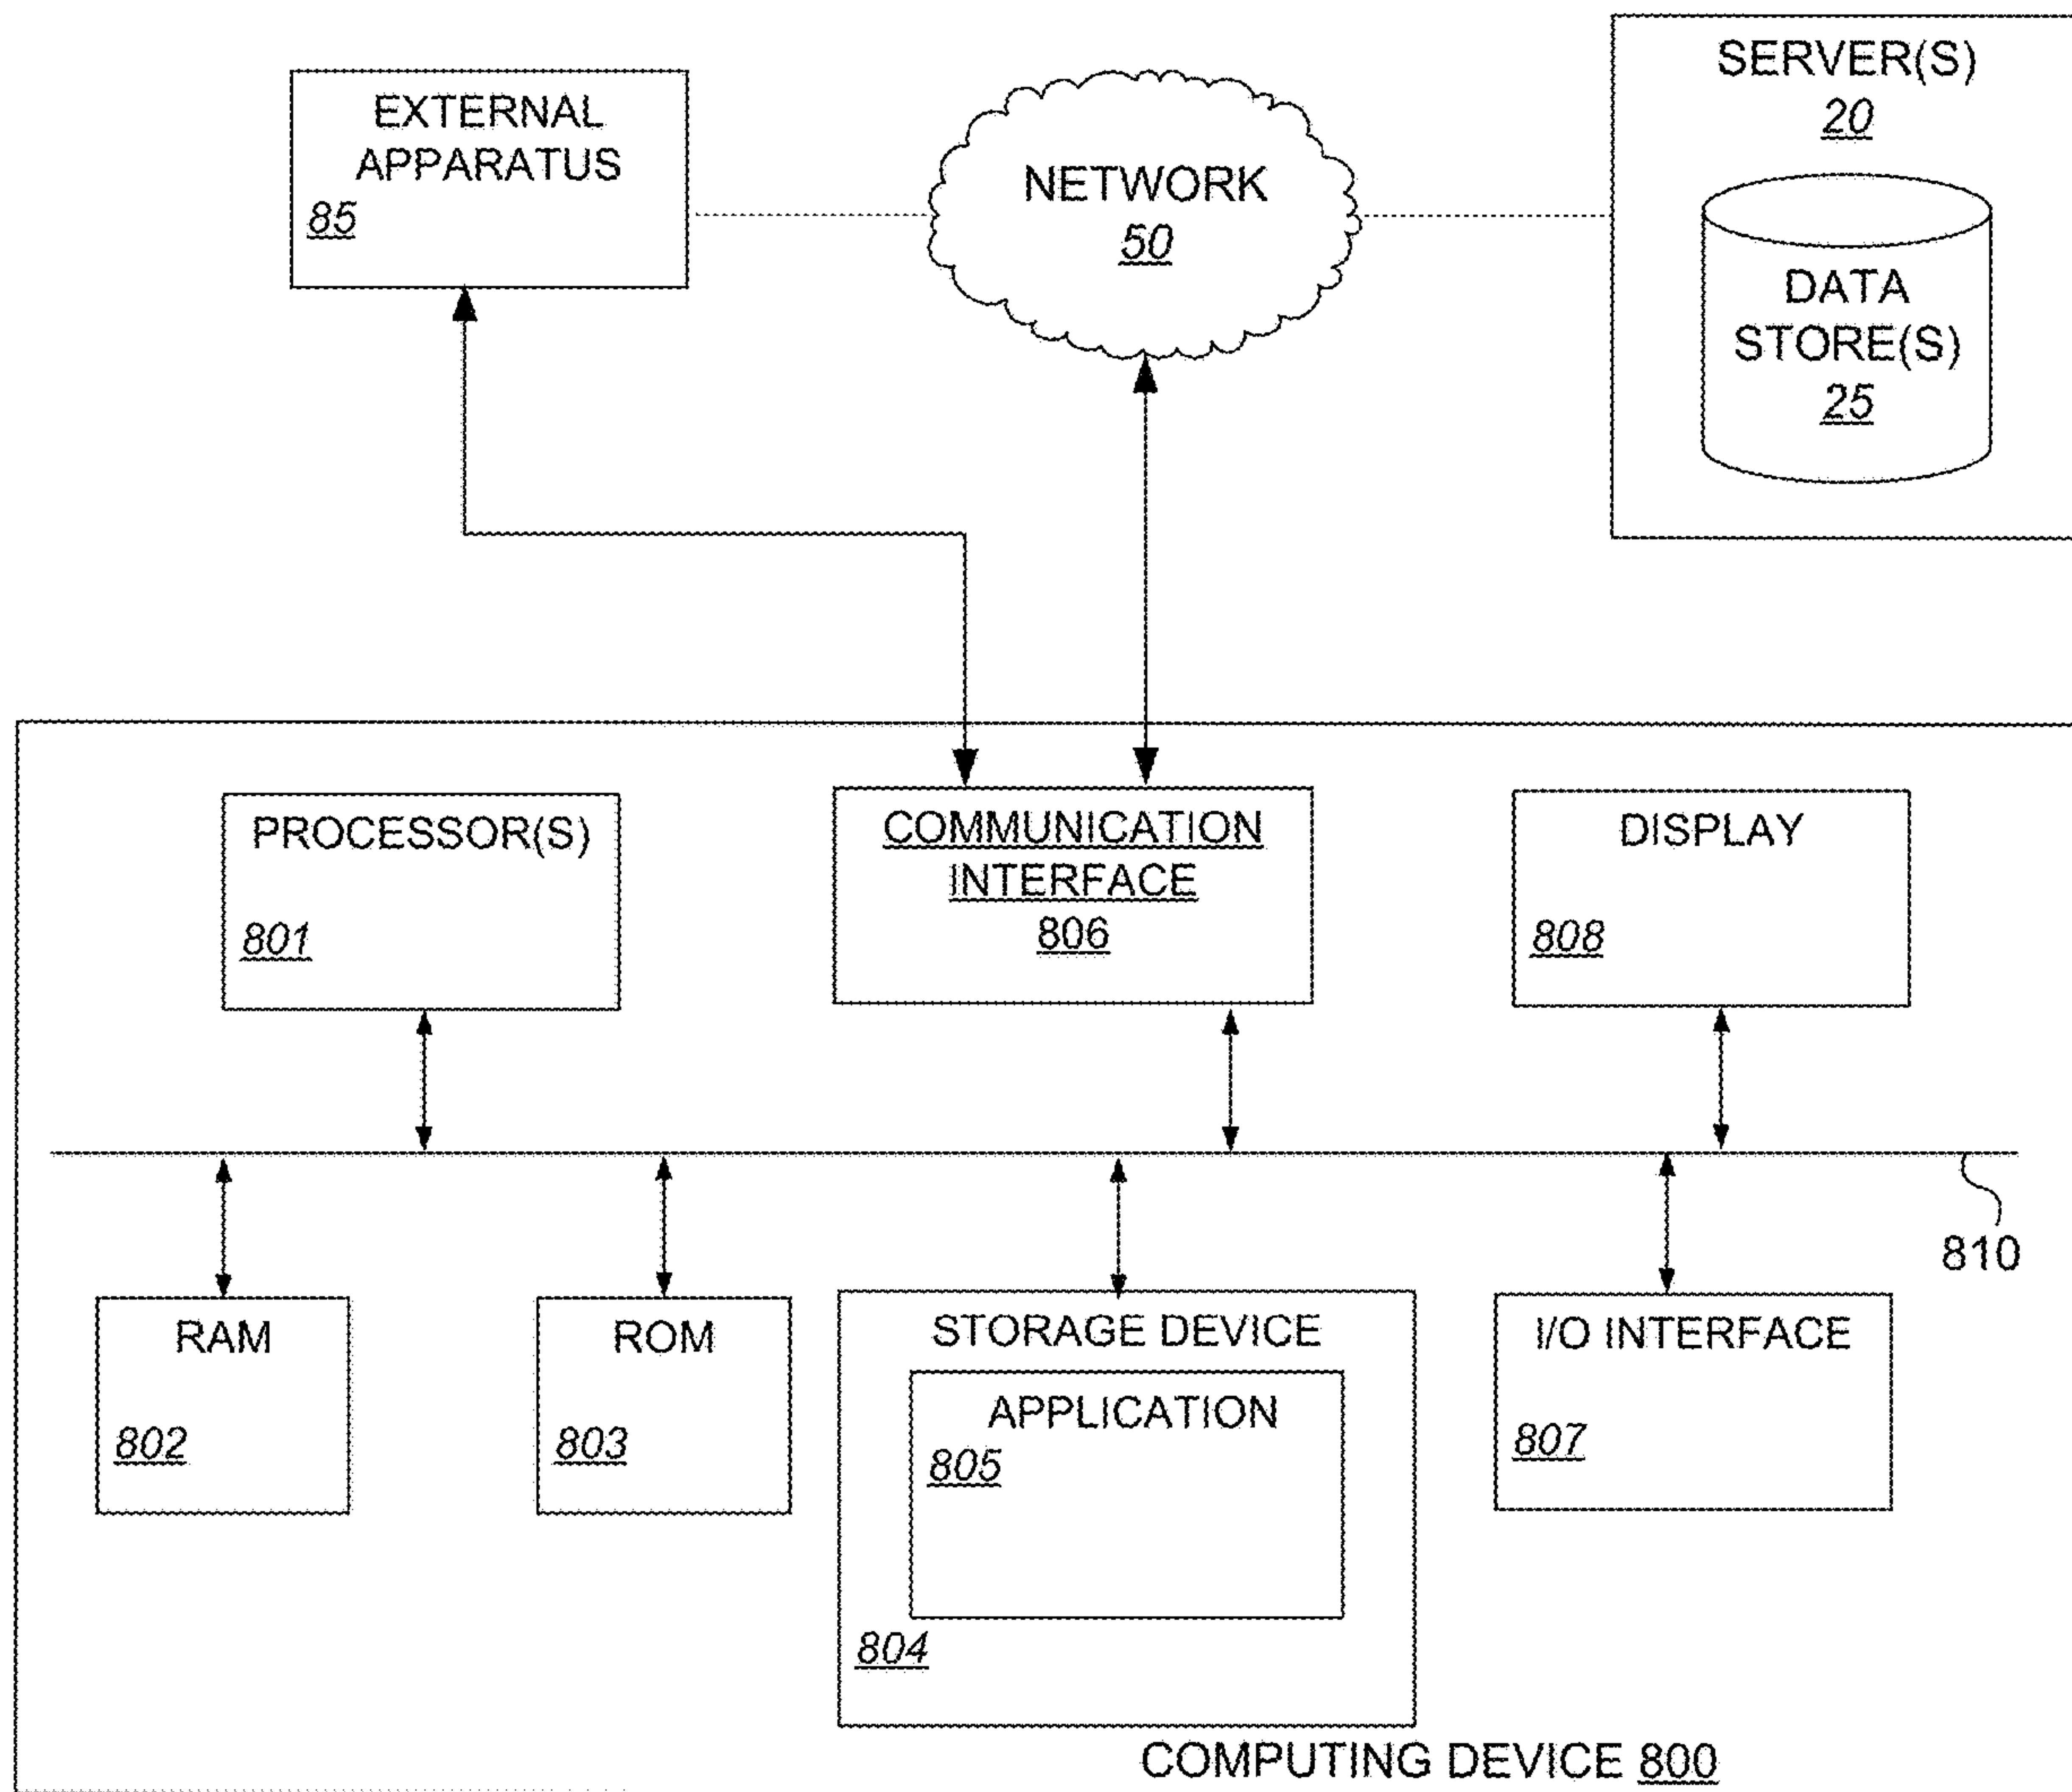 EXTERNAL
APPARATUS
85
NETWORK
50
SERVER(S)
20
DATA
STORE(S)
25
PROCESSOR(S)
801
COMMUNICATION
INTERFACE
806
DISPLAY
808
810
RAM
802
ROM
803
STORAGE DEVICE
APPLICATION
805
804
I/O INTERFACE
807
COMPUTING DEVICE 800